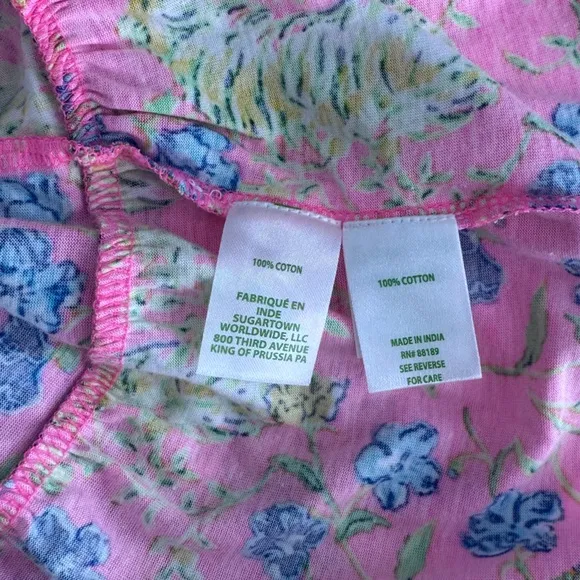 100% COTON
FABRIQUÉ EN
INDE
SUGARTOWN
WORLDWIDE, LLC
800 THIRD AVENUE
KING OF PRUSSIA PA
100% COTTON
MADE IN INDIA
RN# 88189
SEE REVERSE
FOR CARE